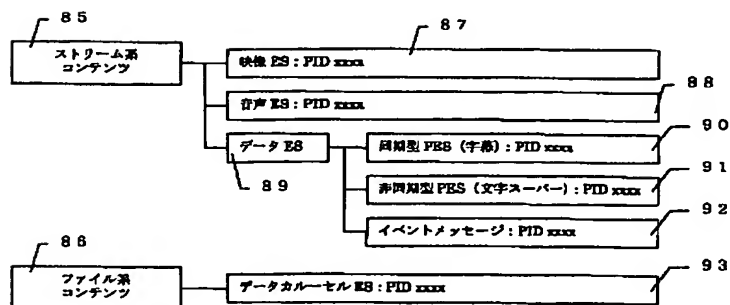 85
ストリーム系
コンテンツ
87
映像 ES : PID xxxx
88
音声 ES : PID xxxx
90
データ ES
89
同期型 PES (字幕) : PID xxxx
91
非同期型 PES (文字スーパー) : PID xxxx
92
イベントメッセージ : PID xxxx
86
ファイル系
コンテンツ
93
データカルーセル ES : PID xxxx